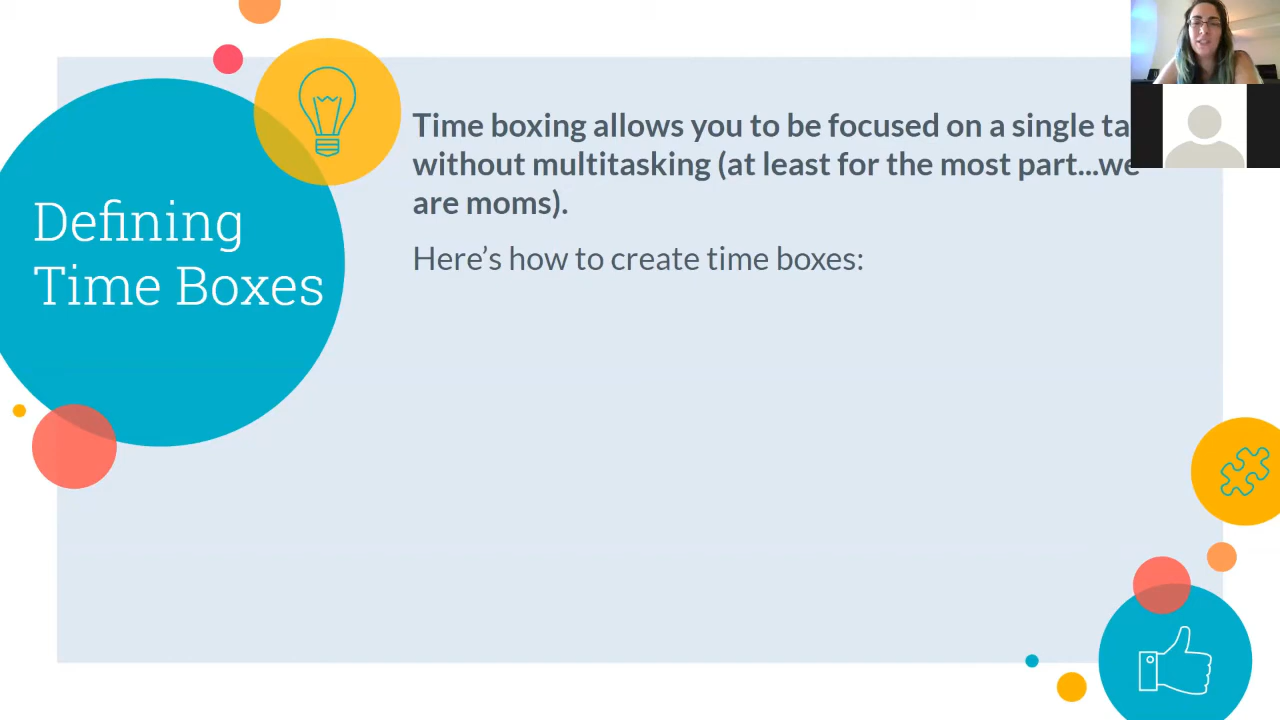 Defining
Time Boxes
Time boxing allows you to be focused on a single
without multitasking (at least for the most part...we
are moms).
Here's how to create time boxes: